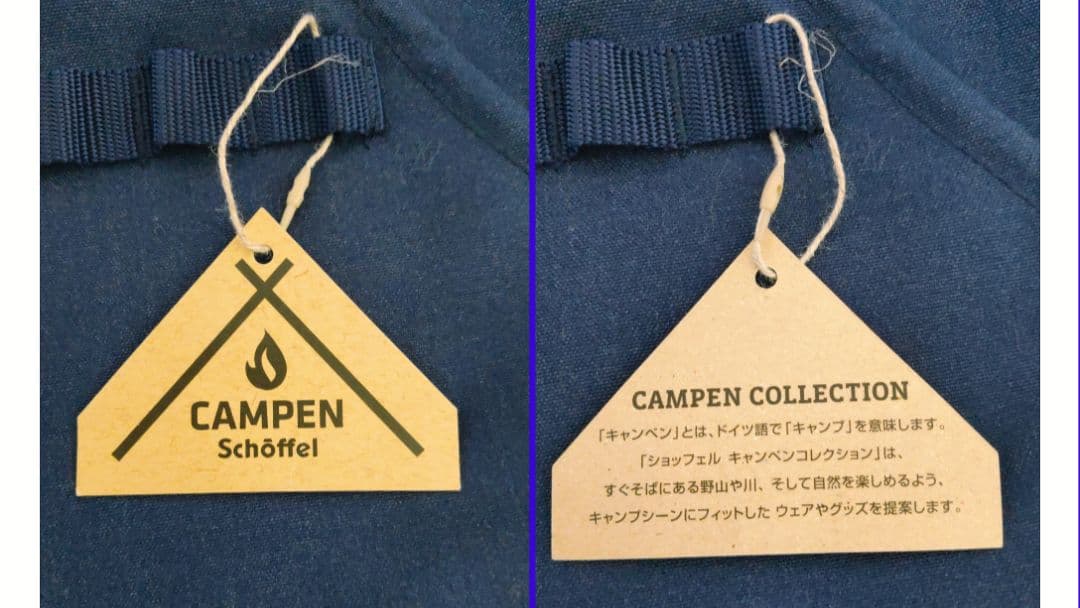 CAMPEN
Schöffel
CAMPEN COLLECTION
「キャンペン」とは、ドイツ語で「キャンプ」を意味します。
「ショッフェル キャンペンコレクション」は、
すぐそばにある野山や川、そして自然を楽しめるよう、
キャンプシーンにフィットした ウェアやグッズを提案します。